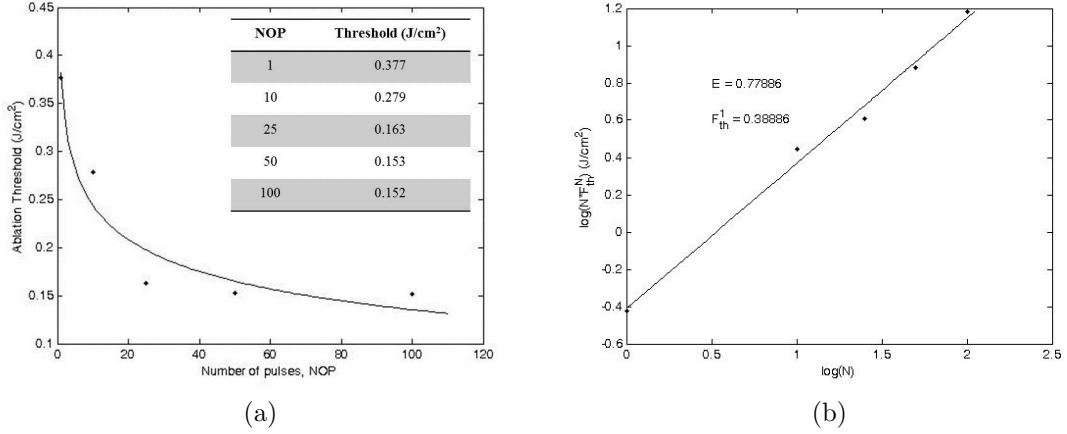 0.45
0.4
0.35
0.3
0.25
0.2
0.15
0.1
Ablation Threshold (J/cm²)
NOP Threshold (J/cm²)
1 0.377
10 0.279
25 0.163
50 0.153
100 0.152
0 20 40 60 80 100 120
Number of pulses, NOP
(a)
1.2
1
0.8
0.6
0.4
0.2
0
-0.2
-0.4
-0.6
log(N*F_th^N) (J/cm²)
E = 0.77886
F_th^1 = 0.38886
0 0.5 1 1.5 2 2.5
log(N)
(b)